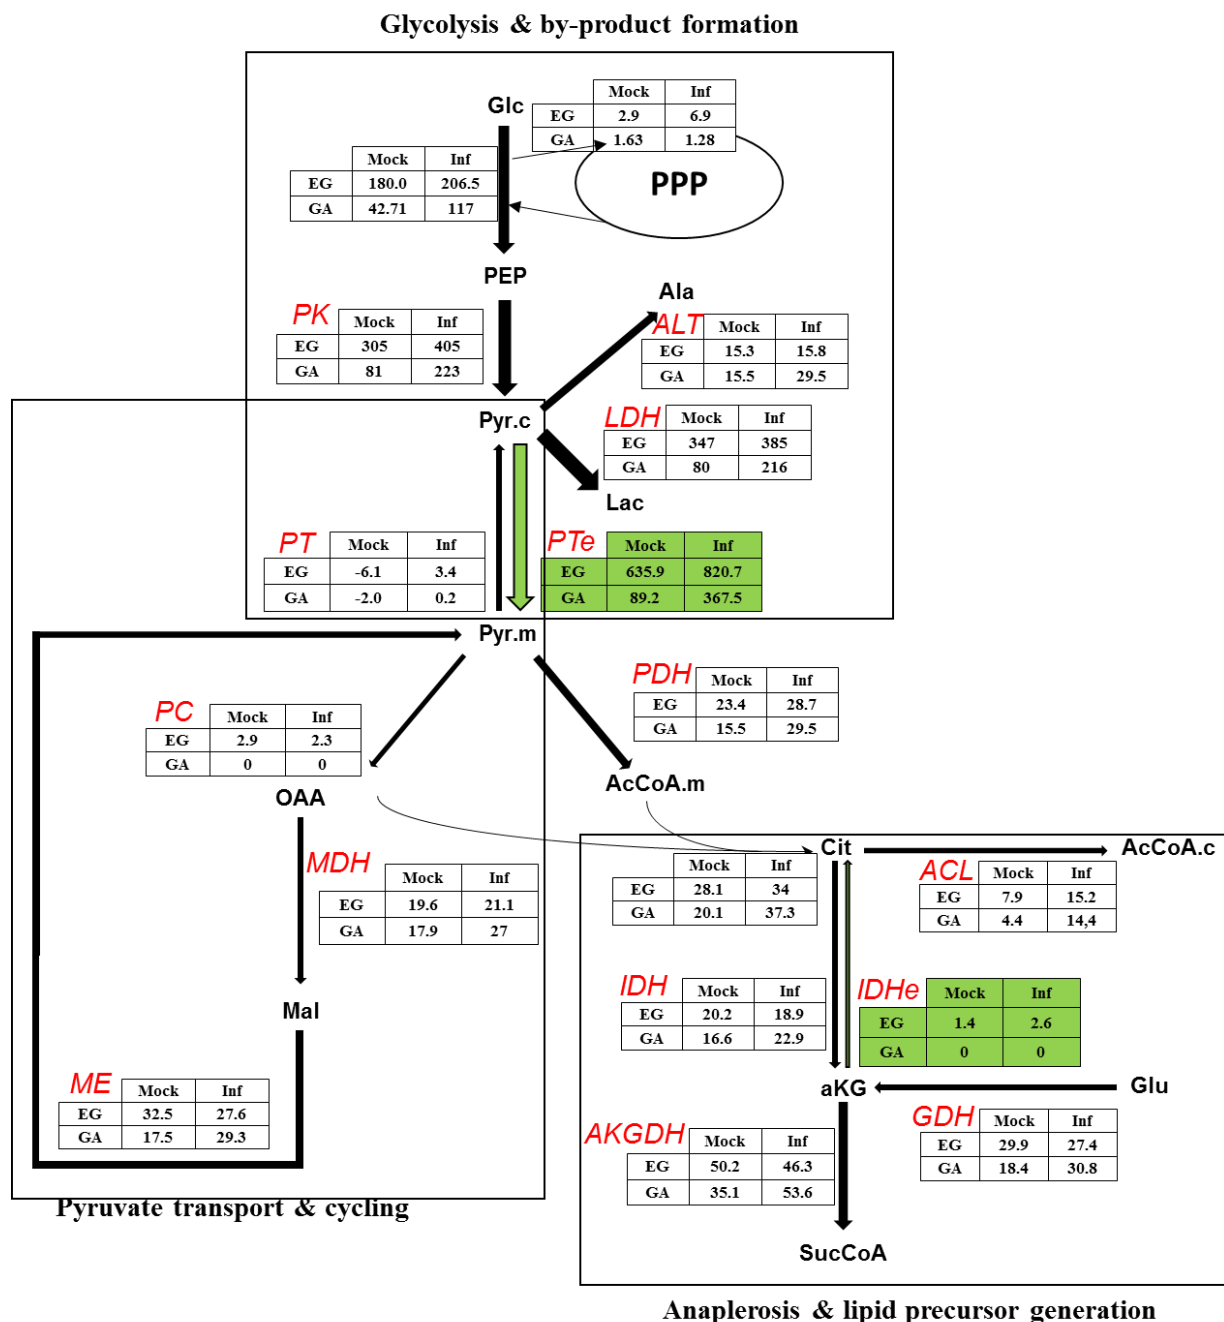 Glycolysis & by-product formation
Glc
Mock Inf
EG 2.9 6.9
GA 1.63 1.28
PPP
Mock Inf
EG 180.0 206.5
GA 42.71 117
PEP
PK
Mock Inf
EG 305 405
GA 81 223
Ala
ALT
Mock Inf
EG 15.3 15.8
GA 15.5 29.5
Pyr.c
LDH
Mock Inf
EG 347 385
GA 80 216
Lac
PT
Mock Inf
EG -6.1 3.4
GA -2.0 0.2
PTe
Mock Inf
EG 635.9 820.7
GA 89.2 367.5
Pyr.m
PDH
Mock Inf
EG 23.4 28.7
GA 15.5 29.5
PC
Mock Inf
EG 2.9 2.3
GA 0 0
OAA
AcCoA.m
MDH
Mock Inf
EG 19.6 21.1
GA 17.9 27
Cit
AcCoA.c
Mock Inf
EG 28.1 34
GA 20.1 37.3
ACL
Mock Inf
EG 7.9 15.2
GA 4.4 14,4
IDH
Mock Inf
EG 20.2 18.9
GA 16.6 22.9
IDHe
Mock Inf
EG 1.4 2.6
GA 0 0
Mal
ME
Mock Inf
EG 32.5 27.6
GA 17.5 29.3
aKG
Glu
AKGDH
Mock Inf
EG 50.2 46.3
GA 35.1 53.6
GDH
Mock Inf
EG 29.9 27.4
GA 18.4 30.8
Pyruvate transport & cycling
SucCoA
Anaplerosis & lipid precursor generation